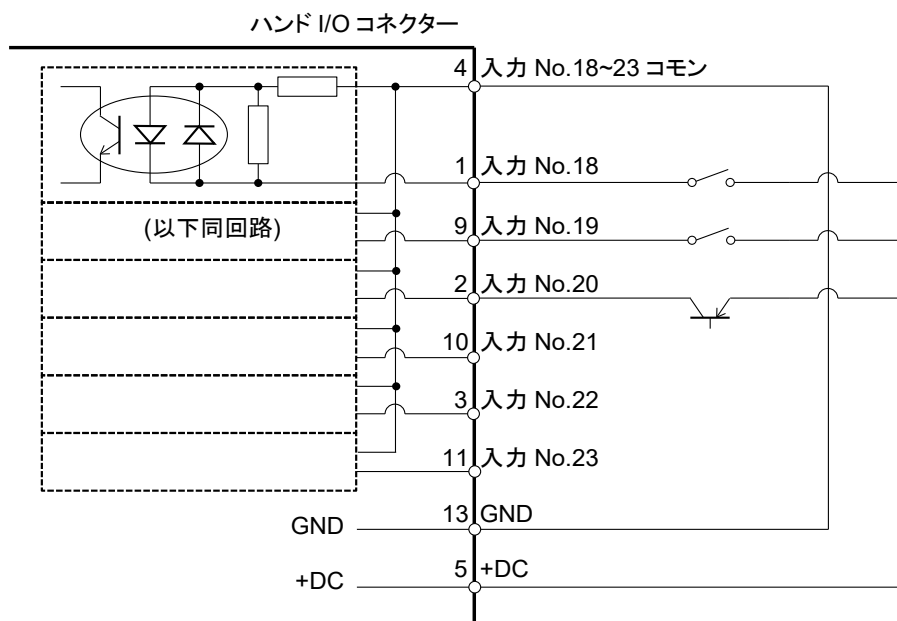 ハンド I/O コネクター
4 入力 No.18~23 コモン
1 入力 No.18
(以下同回路)
9 入力 No.19
2 入力 No.20
10 入力 No.21
3 入力 No.22
11 入力 No.23
GND 13 GND
+DC 5 +DC